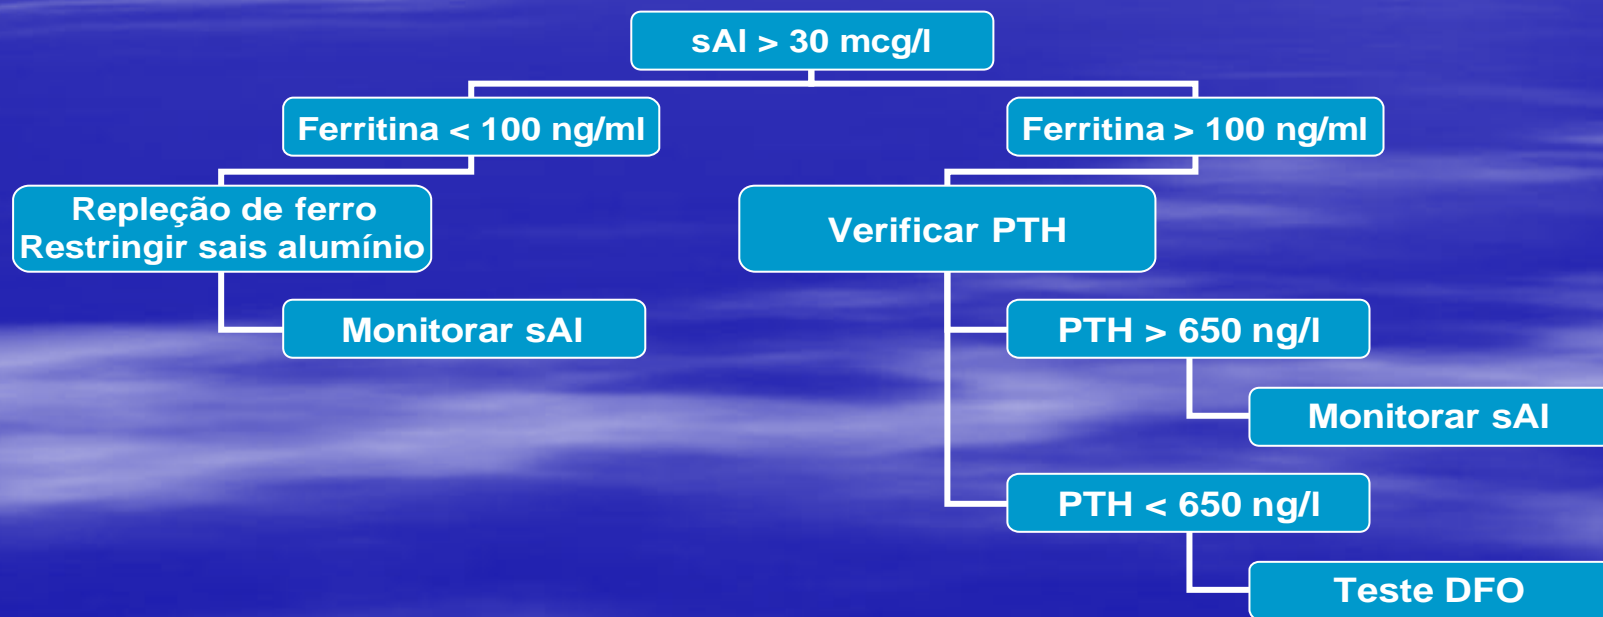 sAl > 30 mcg/l
Ferritina < 100 ng/ml
Ferritina > 100 ng/ml
Repleção de ferro
Restringir sais alumínio
Verificar PTH
Monitorar sAl
PTH > 650 ng/l
Monitorar sAl
PTH < 650 ng/l
Teste DFO